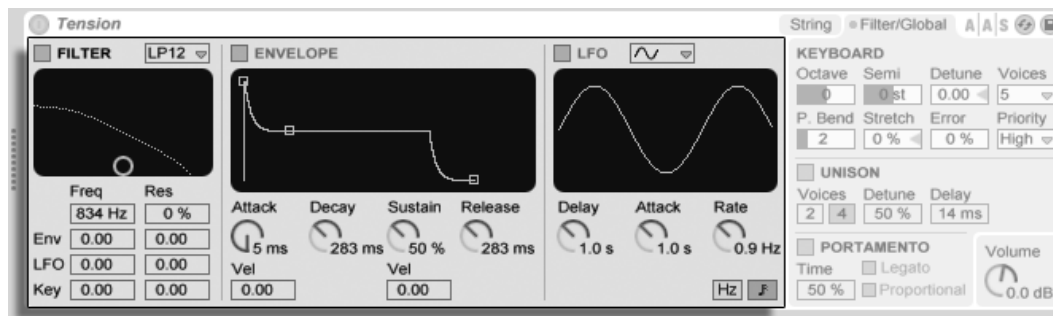 Tension
String Filter/Global A A S
FILTER LP12
Freq Res
834 Hz 0 %
Env 0.00 0.00
LFO 0.00 0.00
Key 0.00 0.00
ENVELOPE
Attack Decay Sustain Release
5 ms 283 ms 50 % 283 ms
Vel Vel
0.00 0.00
LFO
Delay Attack Rate
1.0 s 1.0 s 0.9 Hz
Hz
KEYBOARD
Octave Semi Detune Voices
0 0 st 0.00 5
P. Bend Stretch Error Priority
2 0 % 0 % High
UNISON
Voices Detune Delay
2 4 50 % 14 ms
PORTAMENTO
Time Legato
50 % Proportional
Volume
0.0 dB